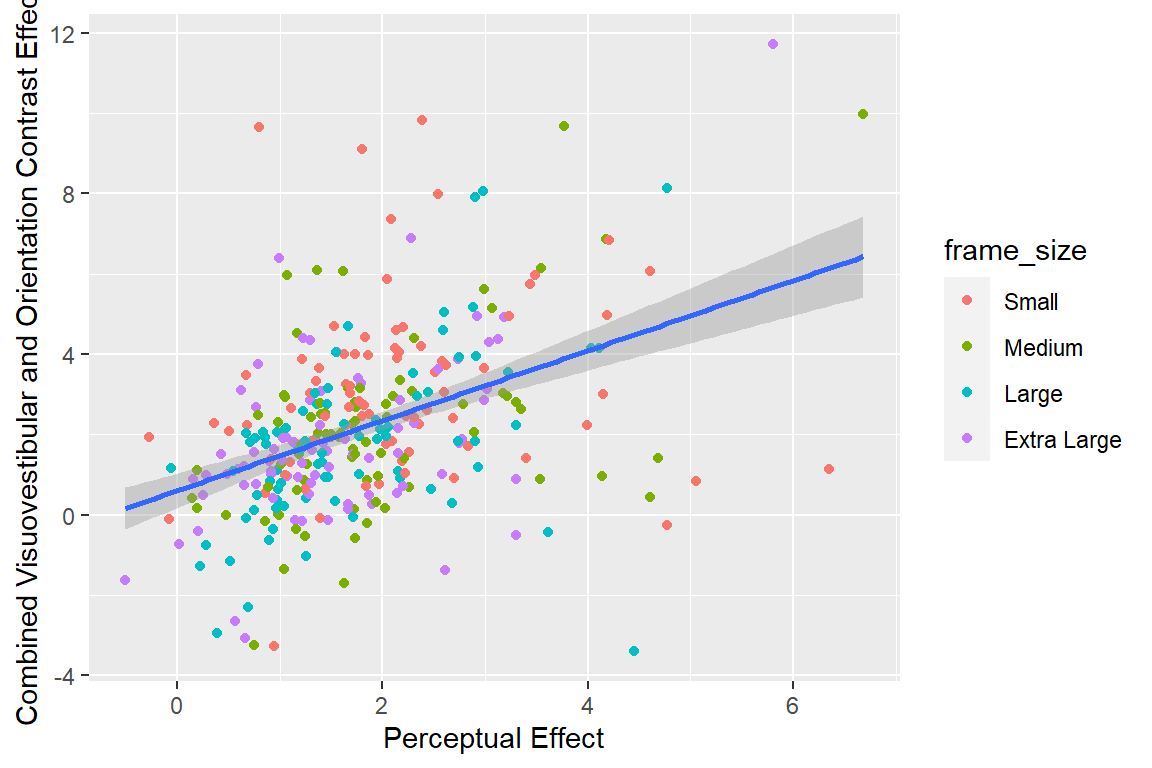 Combined Visuovestibular and Orientation Contrast Effec
12
8
4
0
-4
0
2
4
6
Perceptual Effect
frame_size
Small
Medium
Large
Extra Large